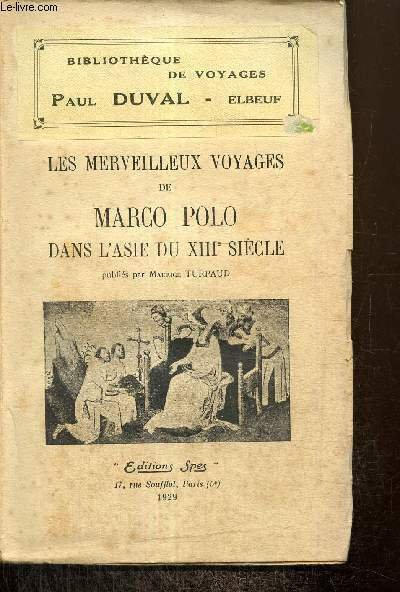 Le-livre.com
BIBLIOTHÈQUE
DE VOYAGES
PAUL DUVAL - ELBEUF
LES MERVEILLEUX VOYAGES
DE
MARCO POLO
DANS L'ASIE DU XIIIe SIÈCLE
publiés par MAURICE TURPAUD
"Editions Spes"
17, rue Soufflot, Paris (5e)
1929